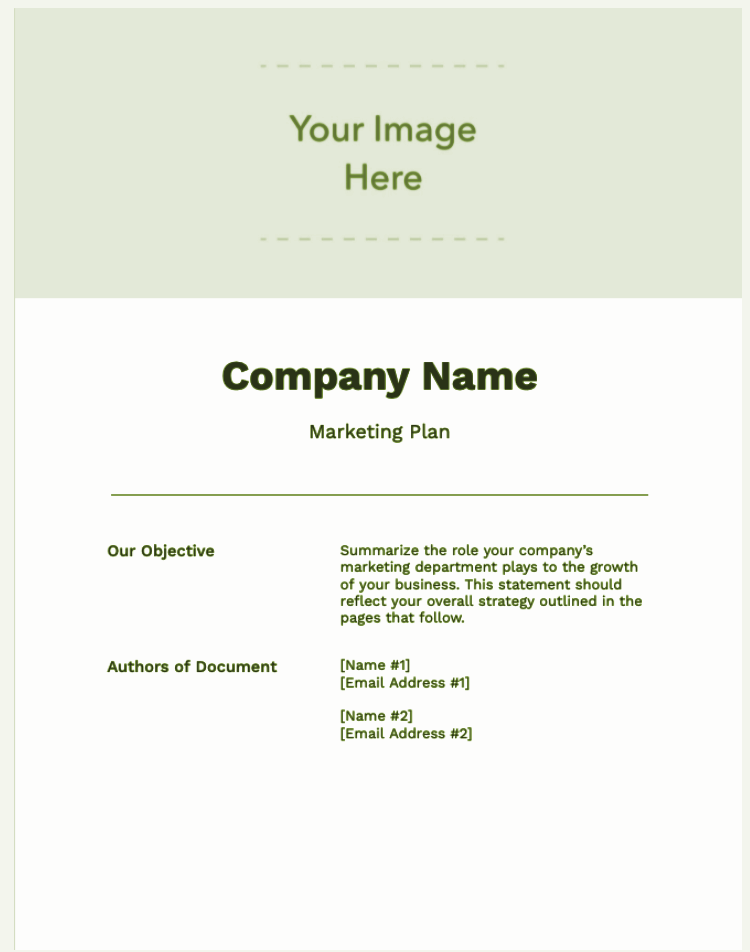 Your Image
Here
Company Name
Marketing Plan
Our Objective
Summarize the role your company’s
marketing department plays to the growth
of your business. This statement should
reflect your overall strategy outlined in the
pages that follow.
Authors of Document
[Name #1]
[Email Address #1]
[Name #2]
[Email Address #2]